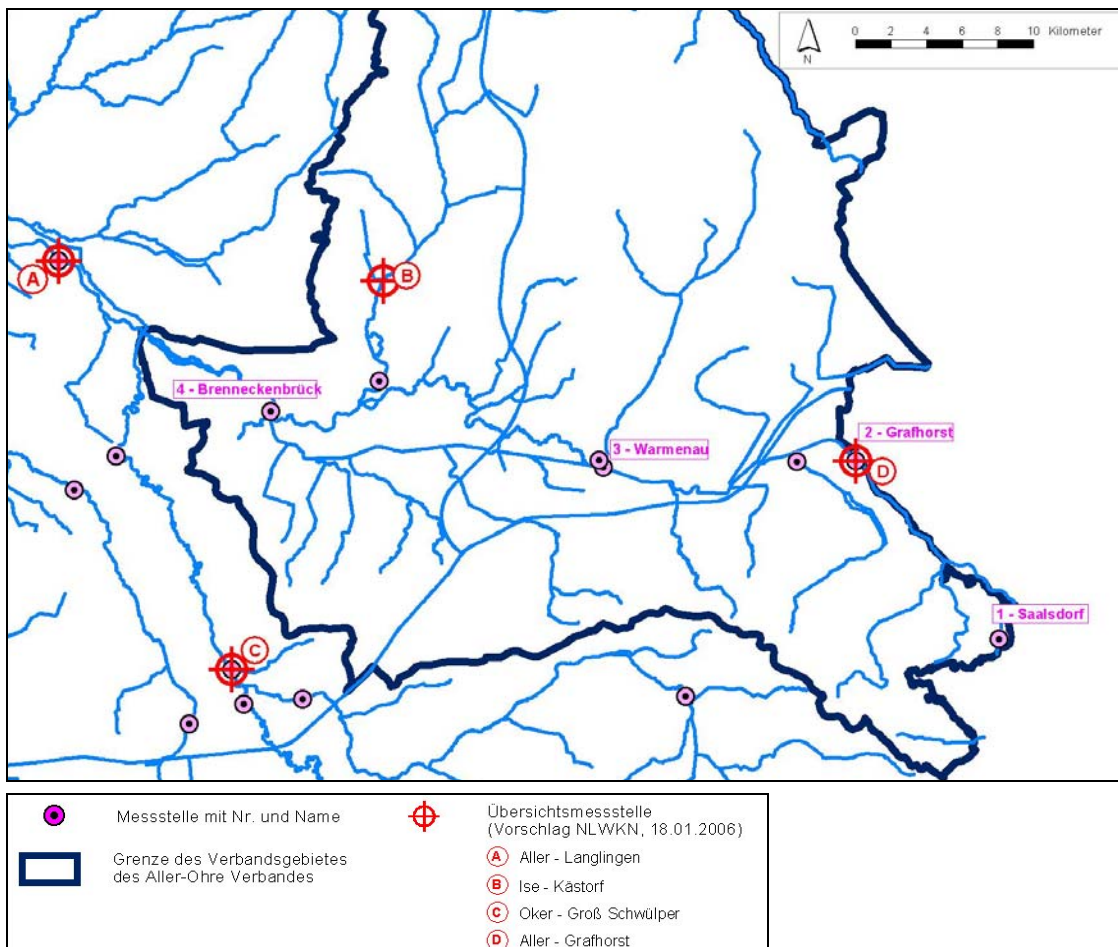 0 2 4 6 8 10 Kilometer
N
A
B
4 - Brenneckenbrück
2 - Grafhorst
3 - Warmenau
D
1 - Saalsdorf
C
Messstelle mit Nr. und Name
Grenze des Verbandsgebietes
des Aller-Ohre Verbandes
Übersichtsmessstelle
(Vorschlag NLWKN, 18.01.2006)
A Aller - Langlingen
B Ise - Kästorf
C Oker - Groß Schwülper
D Aller - Grafhorst